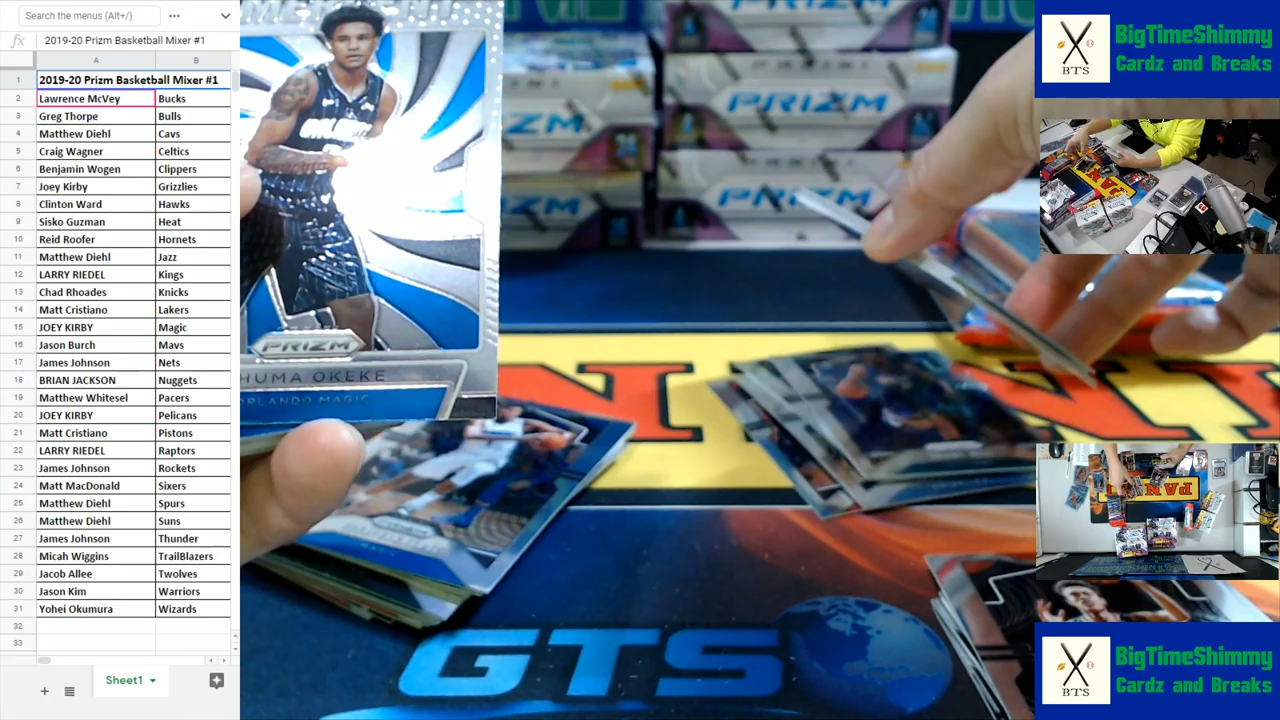 Search the menus (Alt+/)
fx 2019-20 Prizm Basketball Mixer #1
A B
1 2019-20 Prizm Basketball Mixer #1
2 Lawrence McVey Bucks
3 Greg Thorpe Bulls
4 Matthew Diehl Cavs
5 Craig Wagner Celtics
6 Benjamin Wogen Clippers
7 Joey Kirby Grizzlies
8 Clinton Ward Hawks
9 Sisko Guzman Heat
10 Reid Roofer Hornets
11 Matthew Diehl Jazz
12 LARRY RIEDEL Kings
13 Chad Rhoades Knicks
14 Matt Cristiano Lakers
15 JOEY KIRBY Magic
16 Jason Burch Mavs
17 James Johnson Nets
18 BRIAN JACKSON Nuggets
19 Matthew Whitesel Pacers
20 JOEY KIRBY Pelicans
21 Matt Cristiano Pistons
22 LARRY RIEDEL Raptors
23 James Johnson Rockets
24 Matt MacDonald Sixers
25 Matthew Diehl Spurs
26 Matthew Diehl Suns
27 James Johnson Thunder
28 Micah Wiggins TrailBlazers
29 Jacob Allee Twolves
30 Jason Kim Warriors
31 Yohei Okumura Wizards
32
33
Sheet1
PRIZM
HUMA OKEKE
ORLANDO MAGIC
PRIZM
PRIZM
GTS
BTS
BigTimeShimmy
Cardz and Breaks
BTS
BigTimeShimmy
Cardz and Breaks